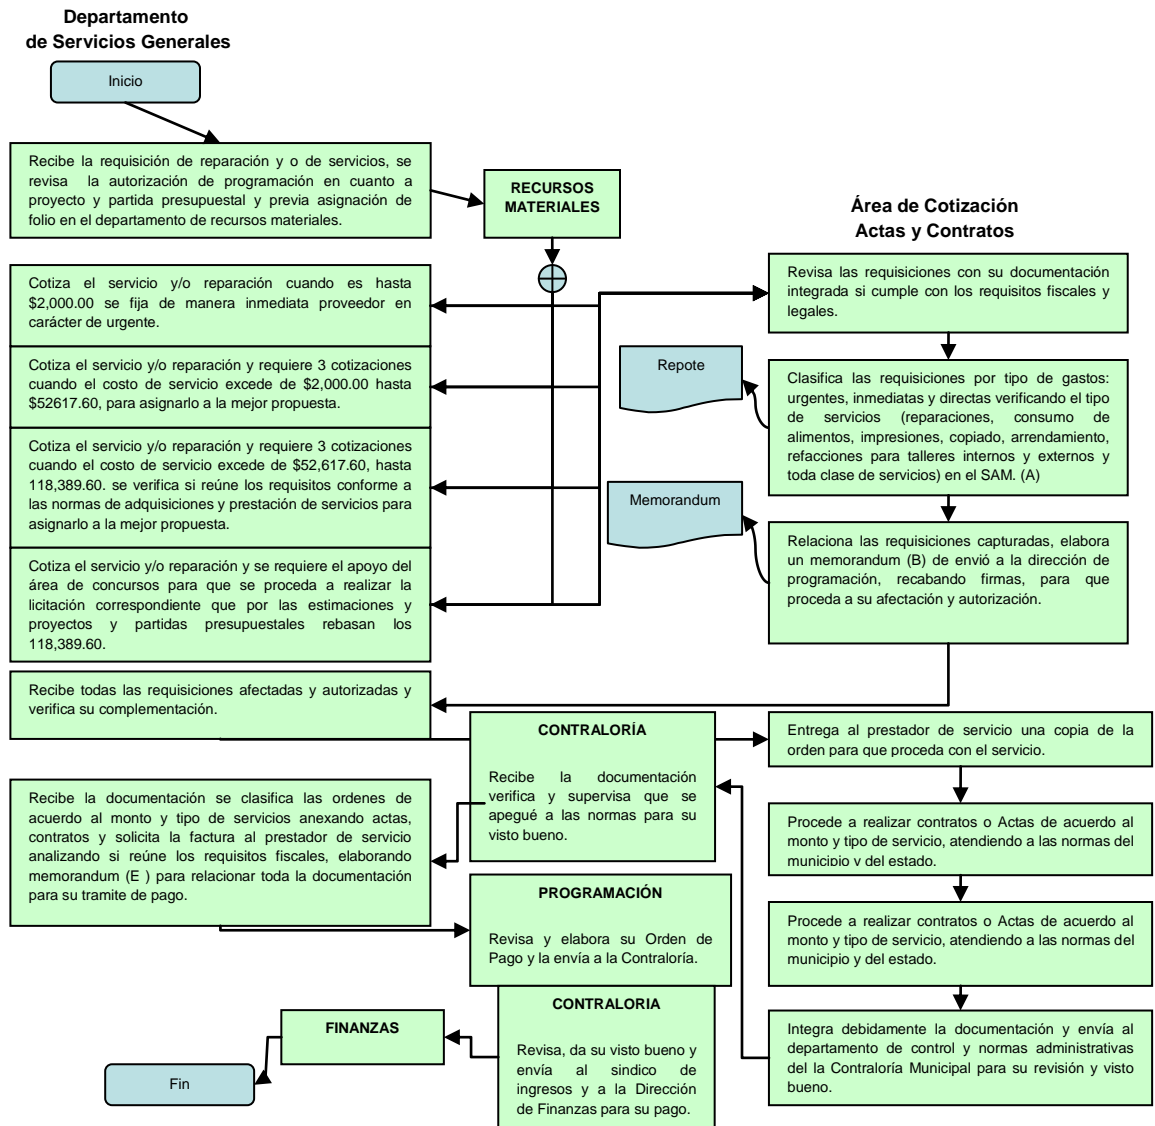 Departamento
de Servicios Generales
Inicio
Recibe la requisición de reparación y o de servicios, se
revisa la autorización de programación en cuanto a
proyecto y partida presupuestal y previa asignación de
folio en el departamento de recursos materiales.
RECURSOS
MATERIALES
Área de Cotización
Actas y Contratos
Cotiza el servicio y/o reparación cuando es hasta
$2,000.00 se fija de manera inmediata proveedor en
carácter de urgente.
Cotiza el servicio y/o reparación y requiere 3 cotizaciones
cuando el costo de servicio excede de $2,000.00 hasta
$52617.60, para asignarlo a la mejor propuesta.
Cotiza el servicio y/o reparación y requiere 3 cotizaciones
cuando el costo de servicio excede de $52,617.60, hasta
118,389.60. se verifica si reúne los requisitos conforme a
las normas de adquisiciones y prestación de servicios para
asignarlo a la mejor propuesta.
Cotiza el servicio y/o reparación y se requiere el apoyo del
área de concursos para que se proceda a realizar la
licitación correspondiente que por las estimaciones y
proyectos y partidas presupuestales rebasan los
118,389.60.
Revisa las requisiciones con su documentación
integrada si cumple con los requisitos fiscales y
legales.
Repote
Clasifica las requisiciones por tipo de gastos:
urgentes, inmediatas y directas verificando el tipo
de servicios (reparaciones, consumo de
alimentos, impresiones, copiado, arrendamiento,
refacciones para talleres internos y externos y
toda clase de servicios) en el SAM. (A)
Memorandum
Relaciona las requisiciones capturadas, elabora
un memorandum (B) de envió a la dirección de
programación, recabando firmas, para que
proceda a su afectación y autorización.
Recibe todas las requisiciones afectadas y autorizadas y
verifica su complementación.
CONTRALORÍA
Recibe la documentación
verifica y supervisa que se
apegué a las normas para su
visto bueno.
Entrega al prestador de servicio una copia de la
orden para que proceda con el servicio.
Recibe la documentación se clasifica las ordenes de
acuerdo al monto y tipo de servicios anexando actas,
contratos y solicita la factura al prestador de servicio
analizando si reúne los requisitos fiscales, elaborando
memorandum (E ) para relacionar toda la documentación
para su tramite de pago.
Procede a realizar contratos o Actas de acuerdo al
monto y tipo de servicio, atendiendo a las normas del
municipio y del estado.
PROGRAMACIÓN
Revisa y elabora su Orden de
Pago y la envía a la Contraloría.
Procede a realizar contratos o Actas de acuerdo al
monto y tipo de servicio, atendiendo a las normas del
municipio y del estado.
CONTRALORIA
Revisa, da su visto bueno y
envía al sindico de
ingresos y a la Dirección
de Finanzas para su pago.
FINANZAS
Integra debidamente la documentación y envía al
departamento de control y normas administrativas
del la Contraloría Municipal para su revisión y visto
bueno.
Fin